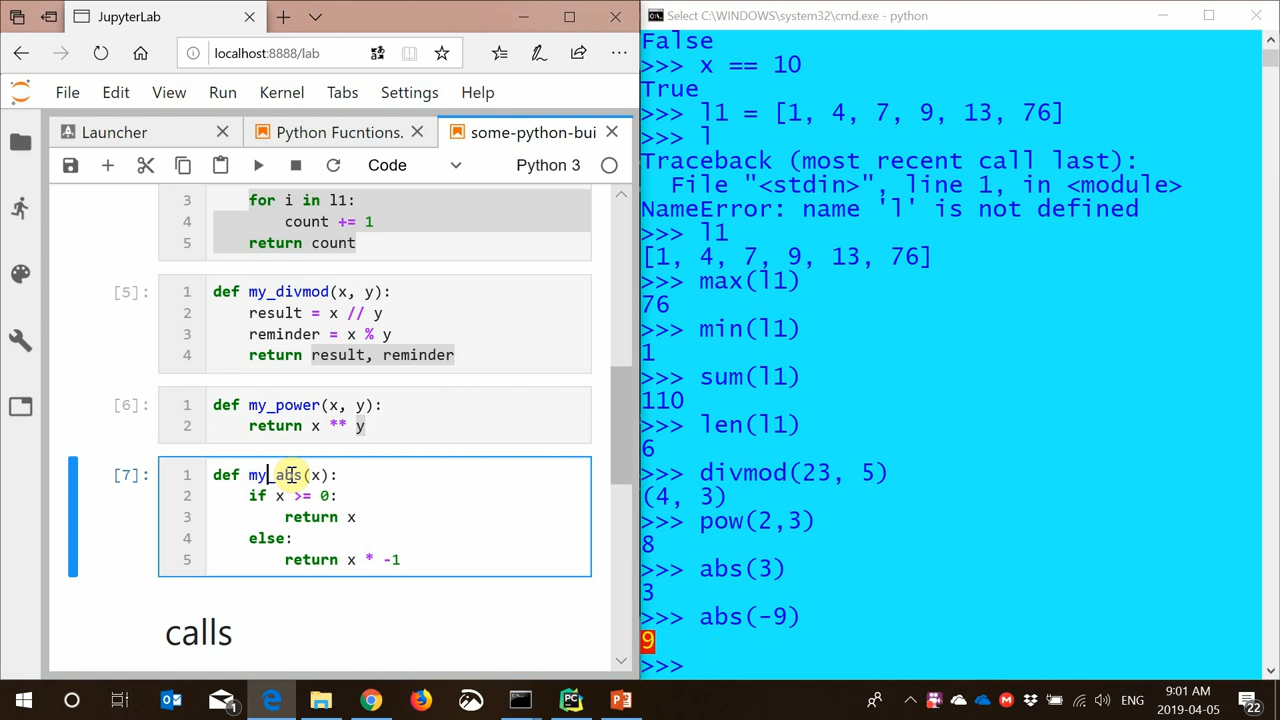 JupyterLab
localhost:8888/lab
File Edit View Run Kernel Tabs Settings Help
Launcher Python Fucntions. some-python-bui
Code Python 3
3 for i in l1:
4 count += 1
5 return count
[5]: 1 def my_divmod(x, y):
2 result = x // y
3 reminder = x % y
4 return result, reminder
[6]: 1 def my_power(x, y):
2 return x ** y
[7]: 1 def my_abs(x):
2 if x >= 0:
3 return x
4 else:
5 return x * -1
calls
Select C:\WINDOWS\system32\cmd.exe - python
False
>>> x == 10
True
>>> l1 = [1, 4, 7, 9, 13, 76]
>>> l
Traceback (most recent call last):
File "<stdin>", line 1, in <module>
NameError: name 'l' is not defined
>>> l1
[1, 4, 7, 9, 13, 76]
>>> max(l1)
76
>>> min(l1)
1
>>> sum(l1)
110
>>> len(l1)
6
>>> divmod(23, 5)
(4, 3)
>>> pow(2,3)
8
>>> abs(3)
3
>>> abs(-9)
9
>>>
1
ENG
9:01 AM
2019-04-05
22